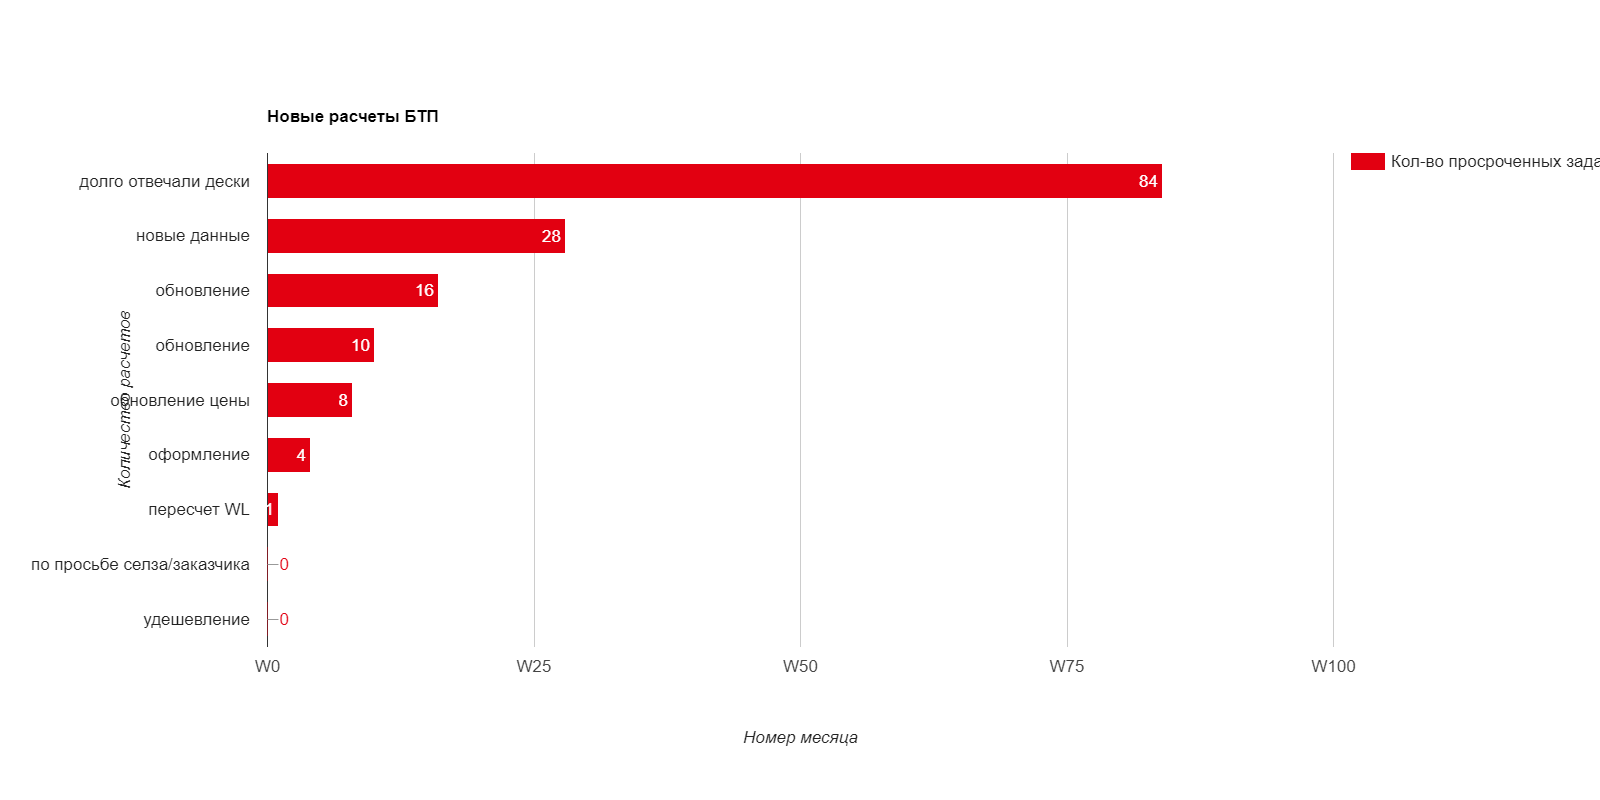 Новые расчеты БТП
Кол-во просроченных зада
долго отвечали дески 84
новые данные 28
обновление 16
обновление 10
обновление цены 8
оформление 4
пересчет WL 1
по просьбе селза/заказчика 0
удешевление 0
Количество расчетов
W0 W25 W50 W75 W100
Номер месяца